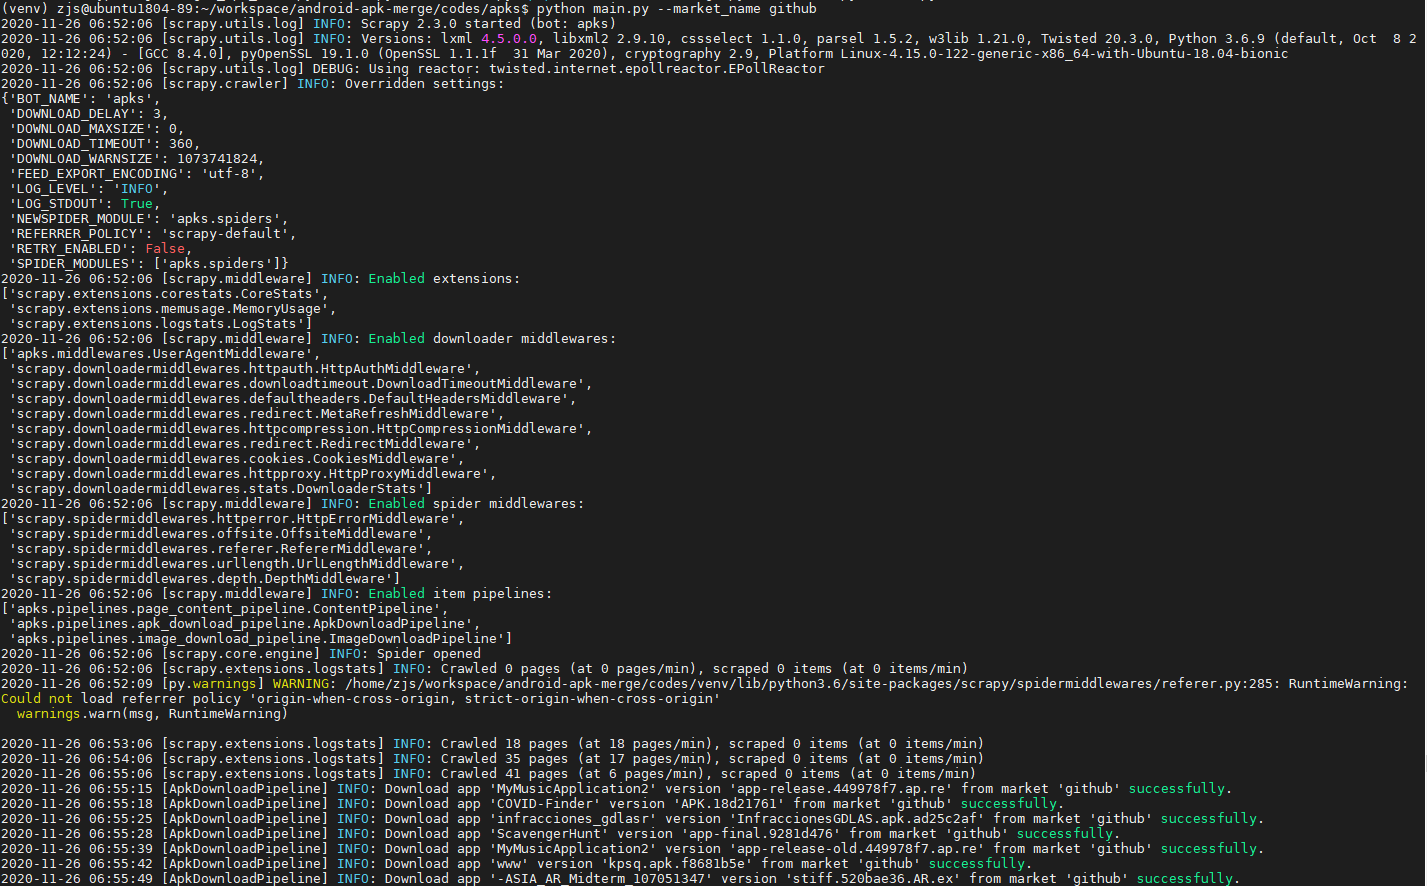 (venv) zjs@ubuntu1804-89:~/workspace/android-apk-merge/codes/apks$ python main.py --market_name github
2020-11-26 06:52:06 [scrapy.utils.log] INFO: Scrapy 2.3.0 started (bot: apks)
2020-11-26 06:52:06 [scrapy.utils.log] INFO: Versions: lxml 4.5.0.0, libxml2 2.9.10, cssselect 1.1.0, parsel 1.5.2, w3lib 1.21.0, Twisted 20.3.0, Python 3.6.9 (default, Oct  8 2
020, 12:12:24) - [GCC 8.4.0], pyOpenSSL 19.1.0 (OpenSSL 1.1.1f  31 Mar 2020), cryptography 2.9, Platform Linux-4.15.0-122-generic-x86_64-with-Ubuntu-18.04-bionic
2020-11-26 06:52:06 [scrapy.utils.log] DEBUG: Using reactor: twisted.internet.epollreactor.EPollReactor
2020-11-26 06:52:06 [scrapy.crawler] INFO: Overridden settings:
{'BOT_NAME': 'apks',
 'DOWNLOAD_DELAY': 3,
 'DOWNLOAD_MAXSIZE': 0,
 'DOWNLOAD_TIMEOUT': 360,
 'DOWNLOAD_WARNSIZE': 1073741824,
 'FEED_EXPORT_ENCODING': 'utf-8',
 'LOG_LEVEL': 'INFO',
 'LOG_STDOUT': True,
 'NEWSPIDER_MODULE': 'apks.spiders',
 'REFERRER_POLICY': 'scrapy-default',
 'RETRY_ENABLED': False,
 'SPIDER_MODULES': ['apks.spiders']}
2020-11-26 06:52:06 [scrapy.middleware] INFO: Enabled extensions:
['scrapy.extensions.corestats.CoreStats',
 'scrapy.extensions.memusage.MemoryUsage',
 'scrapy.extensions.logstats.LogStats']
2020-11-26 06:52:06 [scrapy.middleware] INFO: Enabled downloader middlewares:
['apks.middlewares.UserAgentMiddleware',
 'scrapy.downloadermiddlewares.httpauth.HttpAuthMiddleware',
 'scrapy.downloadermiddlewares.downloadtimeout.DownloadTimeoutMiddleware',
 'scrapy.downloadermiddlewares.defaultheaders.DefaultHeadersMiddleware',
 'scrapy.downloadermiddlewares.redirect.MetaRefreshMiddleware',
 'scrapy.downloadermiddlewares.httpcompression.HttpCompressionMiddleware',
 'scrapy.downloadermiddlewares.redirect.RedirectMiddleware',
 'scrapy.downloadermiddlewares.cookies.CookiesMiddleware',
 'scrapy.downloadermiddlewares.httpproxy.HttpProxyMiddleware',
 'scrapy.downloadermiddlewares.stats.DownloaderStats']
2020-11-26 06:52:06 [scrapy.middleware] INFO: Enabled spider middlewares:
['scrapy.spidermiddlewares.httperror.HttpErrorMiddleware',
 'scrapy.spidermiddlewares.offsite.OffsiteMiddleware',
 'scrapy.spidermiddlewares.referer.RefererMiddleware',
 'scrapy.spidermiddlewares.urllength.UrlLengthMiddleware',
 'scrapy.spidermiddlewares.depth.DepthMiddleware']
2020-11-26 06:52:06 [scrapy.middleware] INFO: Enabled item pipelines:
['apks.pipelines.page_content_pipeline.ContentPipeline',
 'apks.pipelines.apk_download_pipeline.ApkDownloadPipeline',
 'apks.pipelines.image_download_pipeline.ImageDownloadPipeline']
2020-11-26 06:52:06 [scrapy.core.engine] INFO: Spider opened
2020-11-26 06:52:06 [scrapy.extensions.logstats] INFO: Crawled 0 pages (at 0 pages/min), scraped 0 items (at 0 items/min)
2020-11-26 06:52:09 [py.warnings] WARNING: /home/zjs/workspace/android-apk-merge/codes/venv/lib/python3.6/site-packages/scrapy/spidermiddlewares/referer.py:285: RuntimeWarning:
Could not load referrer policy 'origin-when-cross-origin, strict-origin-when-cross-origin'
  warnings.warn(msg, RuntimeWarning)
2020-11-26 06:53:06 [scrapy.extensions.logstats] INFO: Crawled 18 pages (at 18 pages/min), scraped 0 items (at 0 items/min)
2020-11-26 06:54:06 [scrapy.extensions.logstats] INFO: Crawled 35 pages (at 17 pages/min), scraped 0 items (at 0 items/min)
2020-11-26 06:55:06 [scrapy.extensions.logstats] INFO: Crawled 41 pages (at 6 pages/min), scraped 0 items (at 0 items/min)
2020-11-26 06:55:15 [ApkDownloadPipeline] INFO: Download app 'MyMusicApplication2' version 'app-release.449978f7.ap.re' from market 'github' successfully.
2020-11-26 06:55:18 [ApkDownloadPipeline] INFO: Download app 'COVID-Finder' version 'APK.18d21761' from market 'github' successfully.
2020-11-26 06:55:25 [ApkDownloadPipeline] INFO: Download app 'infracciones_gdlasr' version 'InfraccionesGDLAS.apk.ad25c2af' from market 'github' successfully.
2020-11-26 06:55:28 [ApkDownloadPipeline] INFO: Download app 'ScavengerHunt' version 'app-final.9281d476' from market 'github' successfully.
2020-11-26 06:55:39 [ApkDownloadPipeline] INFO: Download app 'MyMusicApplication2' version 'app-release-old.449978f7.ap.re' from market 'github' successfully.
2020-11-26 06:55:42 [ApkDownloadPipeline] INFO: Download app 'www' version 'kpsq.apk.f8681b5e' from market 'github' successfully.
2020-11-26 06:55:49 [ApkDownloadPipeline] INFO: Download app '-ASIA_AR_Midterm_107051347' version 'stiff.520bae36.AR.ex' from market 'github' successfully.